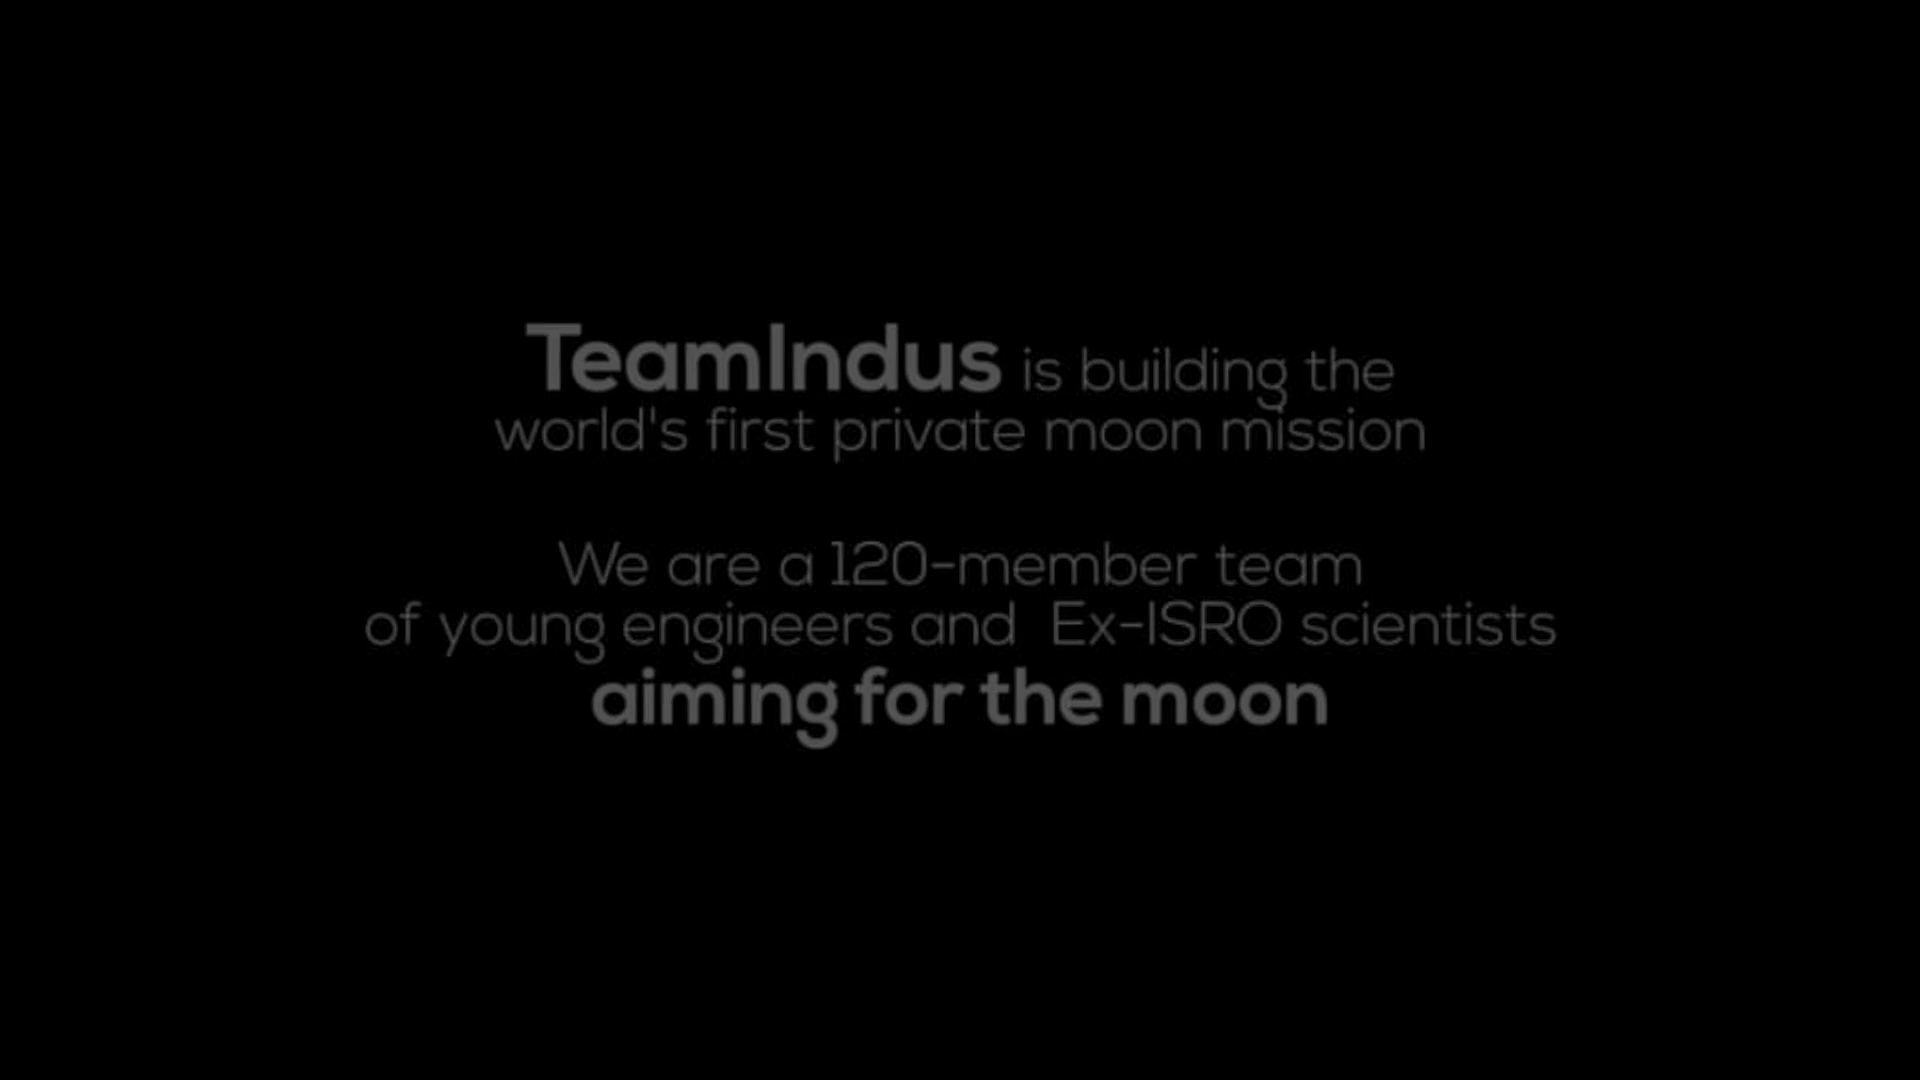 TeamIndus is building the
world's first private moon mission
We are a 120-member team
of young engineers and  Ex-ISRO scientists
aiming for the moon